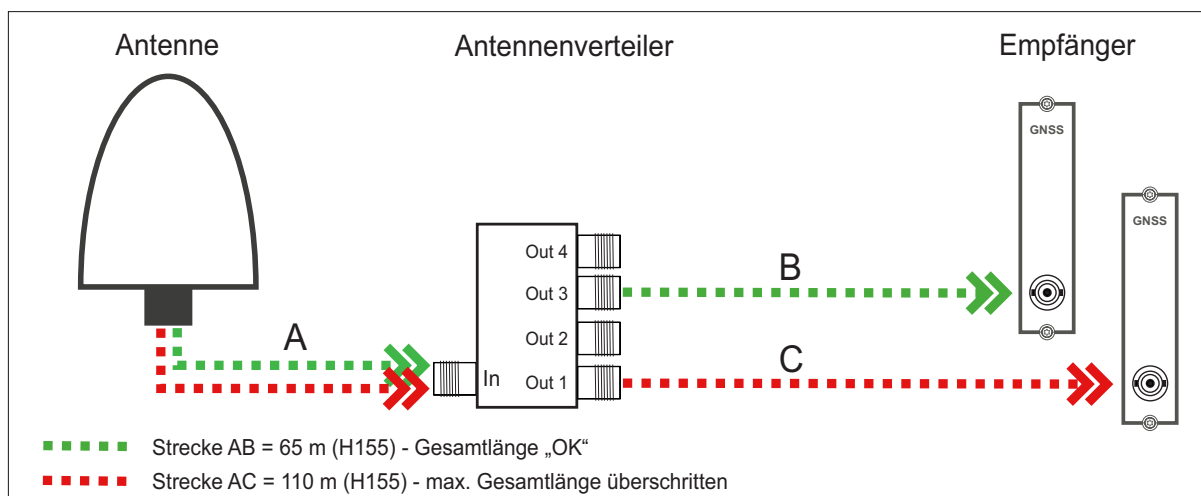 Antenne
Antennenverteiler
Empfänger
GNSS
GNSS
Out 4
Out 3
B
Out 2
A
In
Out 1
C
Strecke AB = 65 m (H155) - Gesamtlänge „OK“
Strecke AC = 110 m (H155) - max. Gesamtlänge überschritten